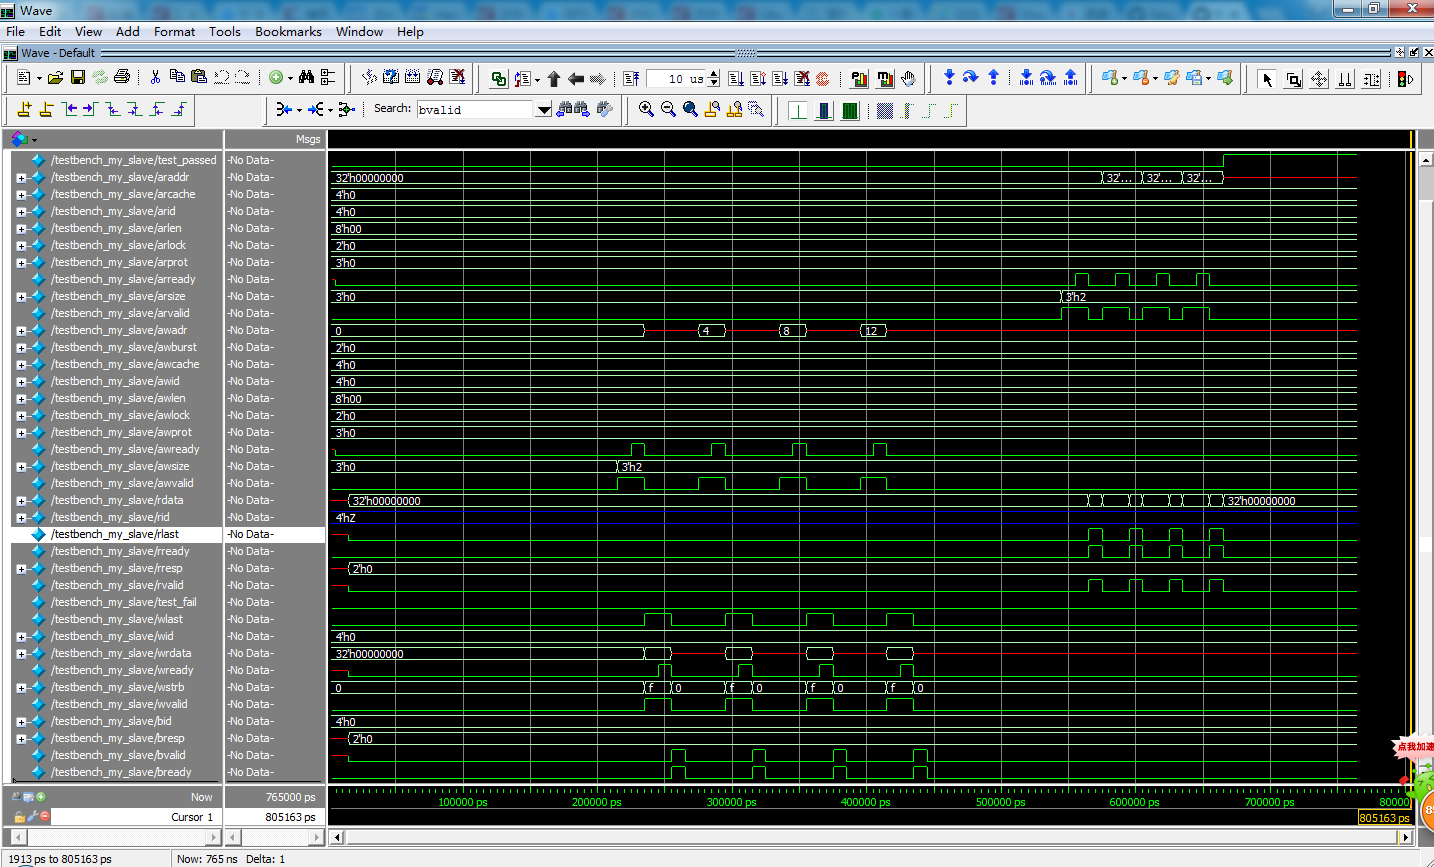 Wave
File Edit View Add Format Tools Bookmarks Window Help
Wave - Default
10 us
Search: bvalid
Msgs
/testbench_my_slave/test_passed -No Data-
/testbench_my_slave/araddr -No Data- 32'h00000000 32'... 32'... 32'...
/testbench_my_slave/arcache -No Data- 4'h0
/testbench_my_slave/arid -No Data- 4'h0
/testbench_my_slave/arlen -No Data- 8'h00
/testbench_my_slave/arlock -No Data- 2'h0
/testbench_my_slave/arprot -No Data- 3'h0
/testbench_my_slave/arready -No Data-
/testbench_my_slave/arsize -No Data- 3'h0 3'h2
/testbench_my_slave/arvalid -No Data-
/testbench_my_slave/awadr -No Data- 0 4 8 12
/testbench_my_slave/awburst -No Data- 2'h0
/testbench_my_slave/awcache -No Data- 4'h0
/testbench_my_slave/awid -No Data- 4'h0
/testbench_my_slave/awlen -No Data- 8'h00
/testbench_my_slave/awlock -No Data- 2'h0
/testbench_my_slave/awprot -No Data- 3'h0
/testbench_my_slave/awready -No Data-
/testbench_my_slave/awsize -No Data- 3'h0 3'h2
/testbench_my_slave/awvalid -No Data-
/testbench_my_slave/rdata -No Data- 32'h00000000 32'h00000000
/testbench_my_slave/rid -No Data- 4'hZ
/testbench_my_slave/rlast -No Data-
/testbench_my_slave/rready -No Data-
/testbench_my_slave/rresp -No Data- 2'h0
/testbench_my_slave/rvalid -No Data-
/testbench_my_slave/test_fail -No Data-
/testbench_my_slave/wlast -No Data-
/testbench_my_slave/wid -No Data- 4'h0
/testbench_my_slave/wrdata -No Data- 32'h00000000
/testbench_my_slave/wready -No Data-
/testbench_my_slave/wstrb -No Data- 0 f 0 f 0 f 0 f 0
/testbench_my_slave/wvalid -No Data-
/testbench_my_slave/bid -No Data- 4'h0
/testbench_my_slave/bresp -No Data- 2'h0
/testbench_my_slave/bvalid -No Data-
/testbench_my_slave/bready -No Data-
点我加速
Now 765000 ps 100000 ps 200000 ps 300000 ps 400000 ps 500000 ps 600000 ps 700000 ps 80000
Cursor 1 805163 ps 805163 ps
1913 ps to 805163 ps Now: 765 ns Delta: 1